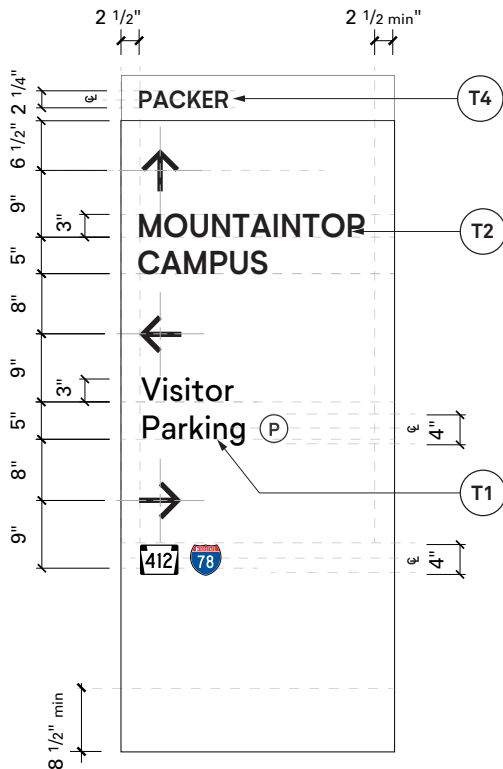 2 1/2"
2 1/2 min"
2 1/4"
℄
PACKER
T4
6 1/2"
9"
3"
MOUNTAINTOP
T2
5"
CAMPUS
8"
9"
3"
Visitor
5"
Parking
P
℄
4"
8"
T1
9"
412
INTERSTATE
78
℄
4"
8 1/2" min